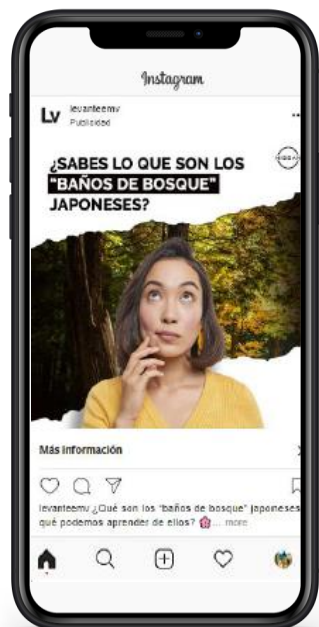 Instagram
Lv
levanteemv
Publicidad
¿SABES LO QUE SON LOS
"BAÑOS DE BOSQUE"
JAPONESES?
Más información
levanteemv ¿Qué son los "baños de bosque" japoneses
qué podemos aprender de ellos? 🌸... more